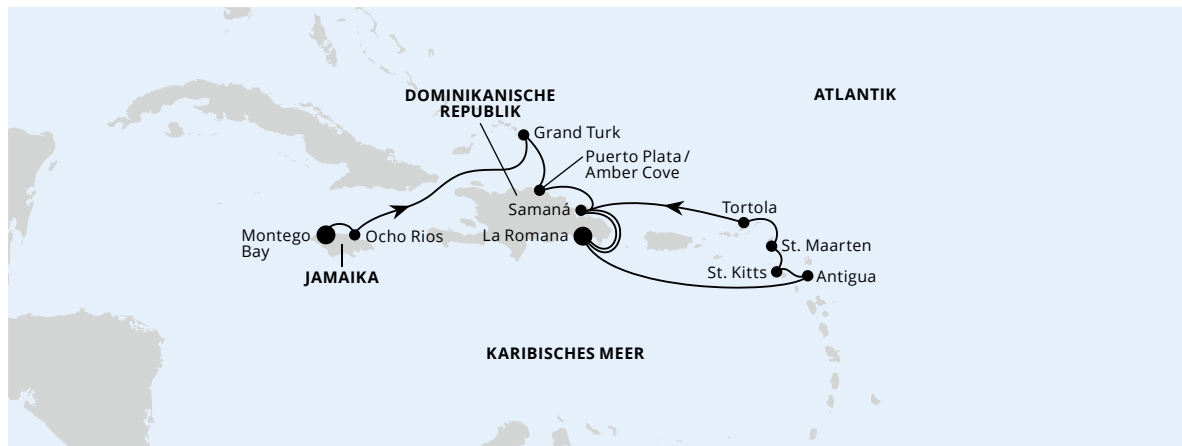 DOMINIKANISCHE
REPUBLIK
ATLANTIK
Grand Turk
Puerto Plata /
Amber Cove
Samaná
Tortola
Montego
Bay
Ocho Rios
La Romana
St. Maarten
JAMAIKA
St. Kitts
Antigua
KARIBISCHES MEER